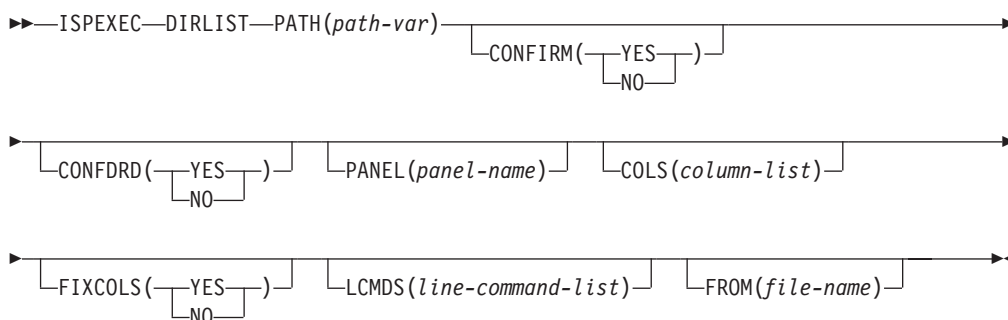 ISPEXEC DIRLIST PATH(path-var)
CONFIRM( YES )
NO
CONFDRD( YES ) PANEL(panel-name) COLS(column-list)
NO
FIXCOLS( YES ) LCMDS(line-command-list) FROM(file-name)
NO